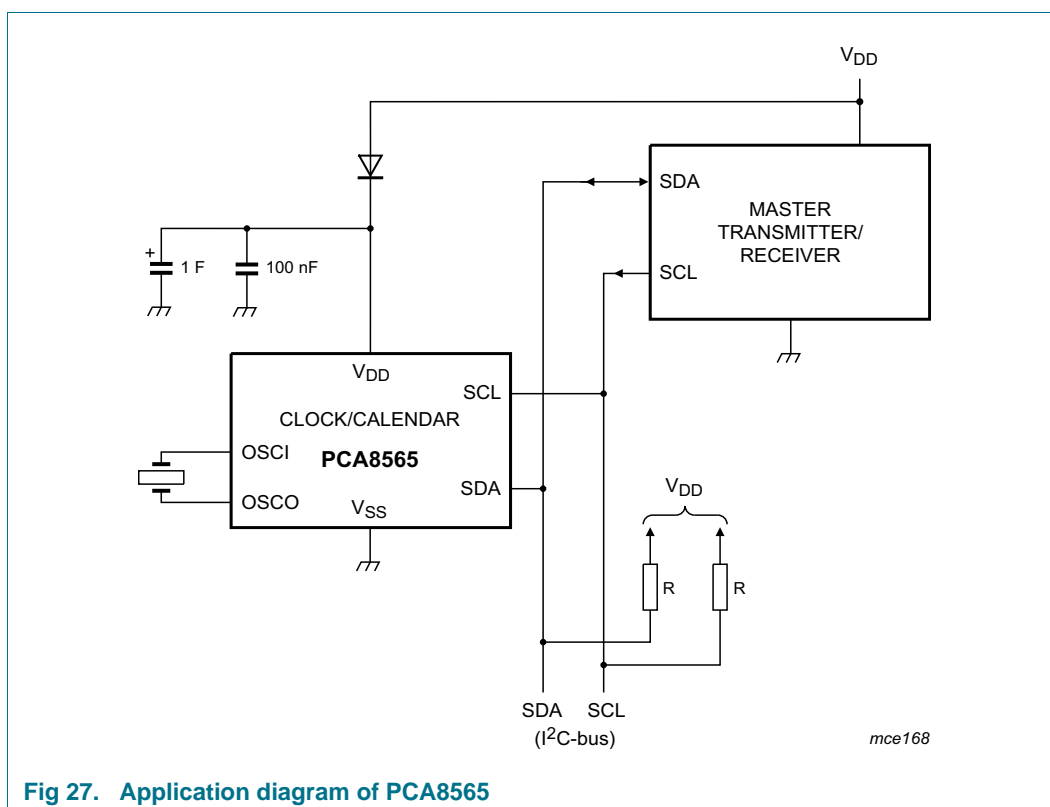 VDD
SDA
MASTER
TRANSMITTER/
RECEIVER
SCL
+
1 F
100 nF
VDD
SCL
CLOCK/CALENDAR
OSCI
PCA8565
SDA
OSCO
VSS
VDD
R
R
SDA SCL
(I²C-bus)
mce168
Fig 27. Application diagram of PCA8565